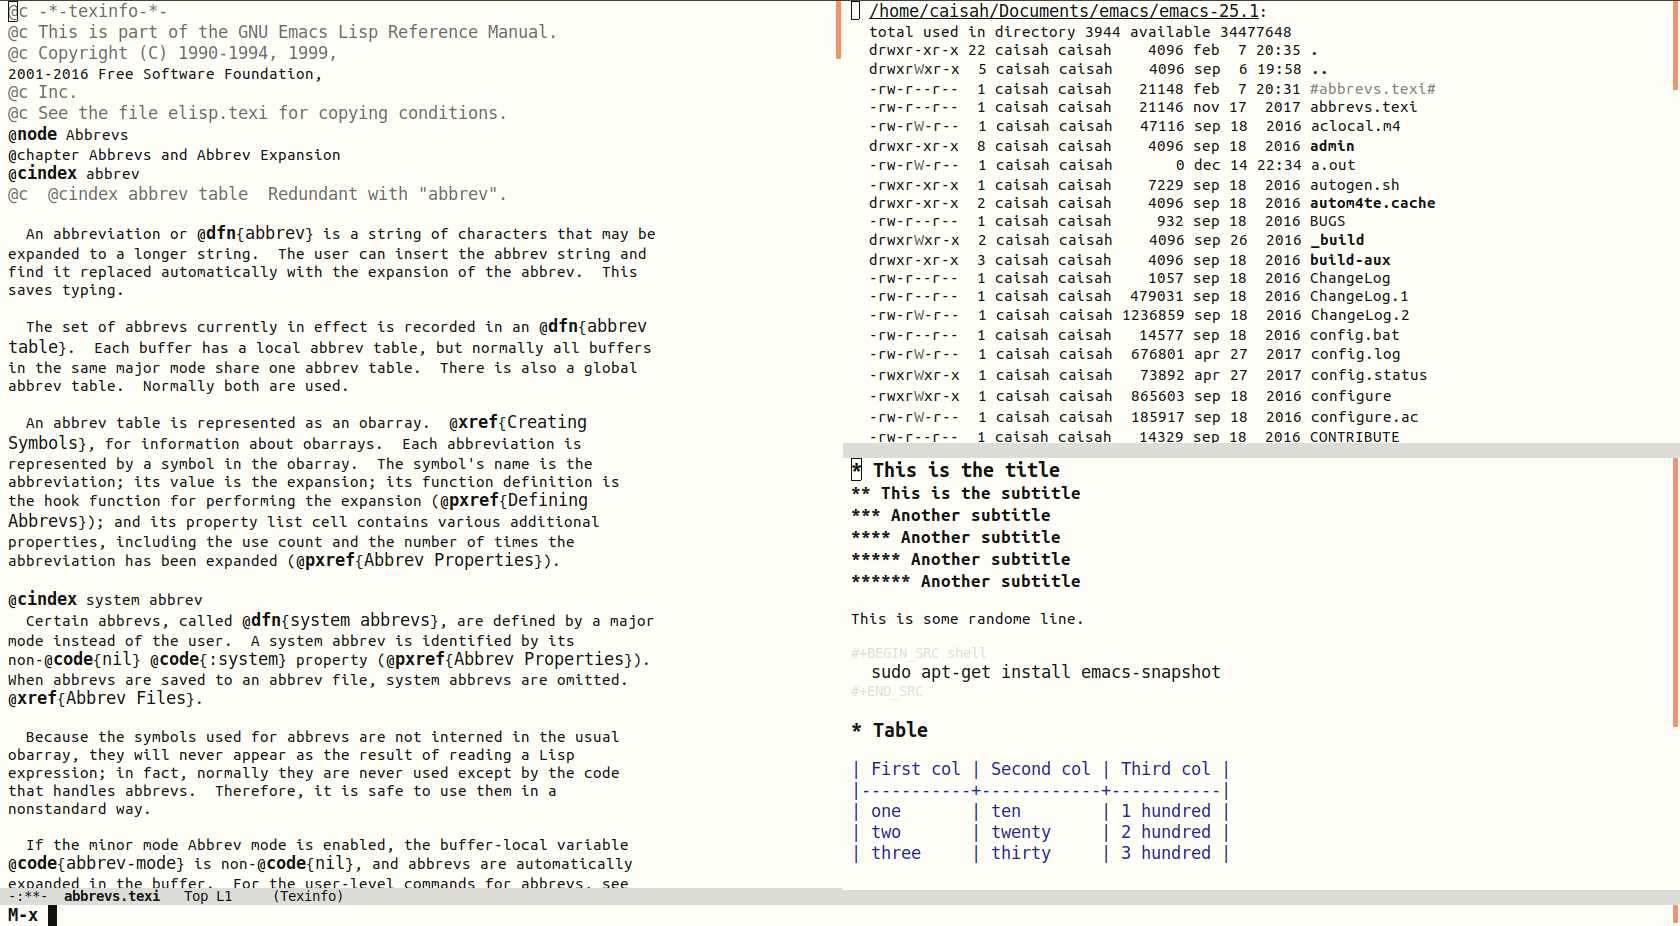 @c -*-texinfo-*-
@c This is part of the GNU Emacs Lisp Reference Manual.
@c Copyright (C) 1990-1994, 1999,
2001-2016 Free Software Foundation,
@c Inc.
@c See the file elisp.texi for copying conditions.
@node Abbrevs
@chapter Abbrevs and Abbrev Expansion
@cindex abbrev
@c  @cindex abbrev table  Redundant with "abbrev".

  An abbreviation or @dfn{abbrev} is a string of characters that may be
expanded to a longer string.  The user can insert the abbrev string and
find it replaced automatically with the expansion of the abbrev.  This
saves typing.

  The set of abbrevs currently in effect is recorded in an @dfn{abbrev
table}.  Each buffer has a local abbrev table, but normally all buffers
in the same major mode share one abbrev table.  There is also a global
abbrev table.  Normally both are used.

  An abbrev table is represented as an obarray.  @xref{Creating
Symbols}, for information about obarrays.  Each abbreviation is
represented by a symbol in the obarray.  The symbol's name is the
abbreviation; its value is the expansion; its function definition is
the hook function for performing the expansion (@pxref{Defining
Abbrevs}); and its property list cell contains various additional
properties, including the use count and the number of times the
abbreviation has been expanded (@pxref{Abbrev Properties}).

@cindex system abbrev
  Certain abbrevs, called @dfn{system abbrevs}, are defined by a major
mode instead of the user.  A system abbrev is identified by its
non-@code{nil} @code{:system} property (@pxref{Abbrev Properties}).
When abbrevs are saved to an abbrev file, system abbrevs are omitted.
@xref{Abbrev Files}.

  Because the symbols used for abbrevs are not interned in the usual
obarray, they will never appear as the result of reading a Lisp
expression; in fact, normally they are never used except by the code
that handles abbrevs.  Therefore, it is safe to use them in a
nonstandard way.

  If the minor mode Abbrev mode is enabled, the buffer-local variable
@code{abbrev-mode} is non-@code{nil}, and abbrevs are automatically
expanded in the buffer.  For the user-level commands for abbrevs, see
-:**-  abbrevs.texi   Top L1     (Texinfo)
M-x
/home/caisah/Documents/emacs/emacs-25.1:
total used in directory 3944 available 34477648
drwxr-xr-x 22 caisah caisah    4096 feb  7 20:35 .
drwxrWxr-x  5 caisah caisah    4096 sep  6 19:58 ..
-rw-r--r--  1 caisah caisah   21148 feb  7 20:31 #abbrevs.texi#
-rw-r--r--  1 caisah caisah   21146 nov 17  2017 abbrevs.texi
-rw-rW-r--  1 caisah caisah   47116 sep 18  2016 aclocal.m4
drwxr-xr-x  8 caisah caisah    4096 sep 18  2016 admin
-rw-rW-r--  1 caisah caisah       0 dec 14 22:34 a.out
-rwxr-xr-x  1 caisah caisah    7229 sep 18  2016 autogen.sh
drwxr-xr-x  2 caisah caisah    4096 sep 18  2016 autom4te.cache
-rw-r--r--  1 caisah caisah     932 sep 18  2016 BUGS
drwxrWxr-x  2 caisah caisah    4096 sep 26  2016 _build
drwxr-xr-x  3 caisah caisah    4096 sep 18  2016 build-aux
-rw-r--r--  1 caisah caisah    1057 sep 18  2016 ChangeLog
-rw-r--r--  1 caisah caisah  479031 sep 18  2016 ChangeLog.1
-rw-rW-r--  1 caisah caisah 1236859 sep 18  2016 ChangeLog.2
-rw-r--r--  1 caisah caisah   14577 sep 18  2016 config.bat
-rw-rW-r--  1 caisah caisah  676801 apr 27  2017 config.log
-rwxrWxr-x  1 caisah caisah   73892 apr 27  2017 config.status
-rwxrWxr-x  1 caisah caisah  865603 sep 18  2016 configure
-rw-rW-r--  1 caisah caisah  185917 sep 18  2016 configure.ac
-rw-r--r--  1 caisah caisah   14329 sep 18  2016 CONTRIBUTE
* This is the title
** This is the subtitle
*** Another subtitle
**** Another subtitle
***** Another subtitle
****** Another subtitle

This is some randome line.

#+BEGIN_SRC shell
  sudo apt-get install emacs-snapshot
#+END_SRC

* Table

| First col | Second col | Third col |
|-----------+------------+-----------|
| one       | ten        | 1 hundred |
| two       | twenty     | 2 hundred |
| three     | thirty     | 3 hundred |